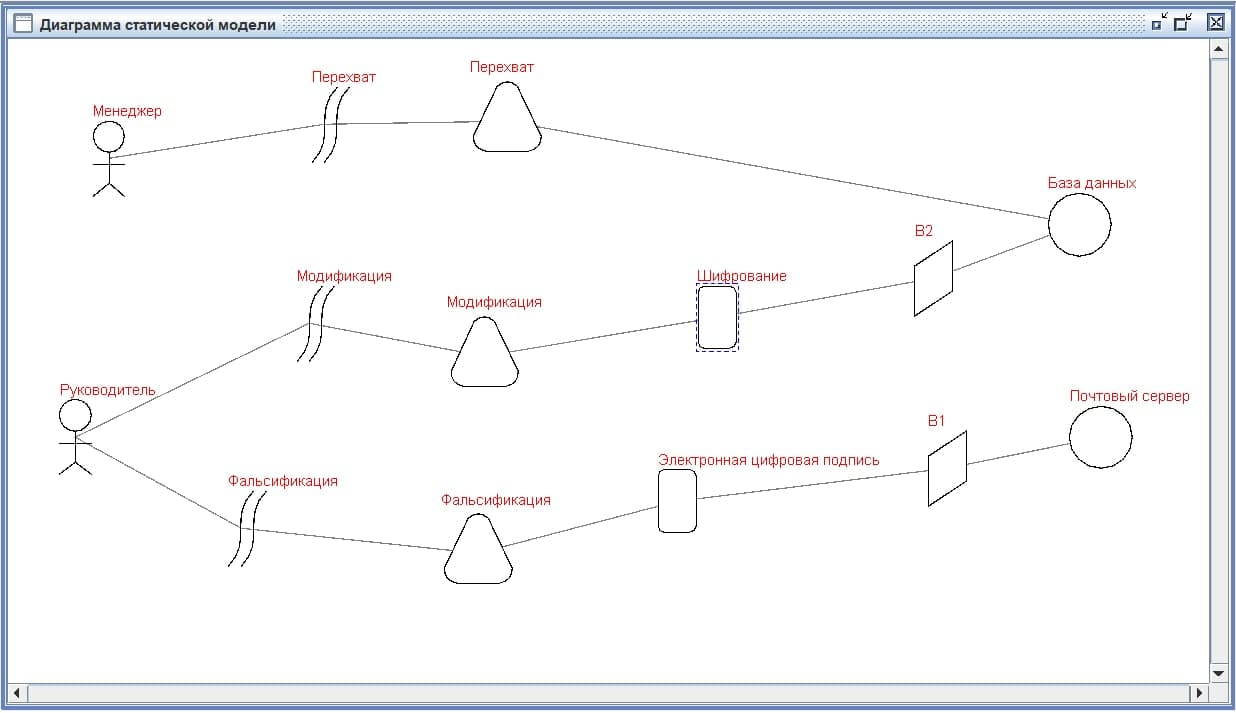 Диаграмма статической модели
Перехват
Перехват
Менеджер
База данных
В2
Модификация
Шифрование
Модификация
Руководитель
Почтовый сервер
В1
Электронная цифровая подпись
Фальсификация
Фальсификация